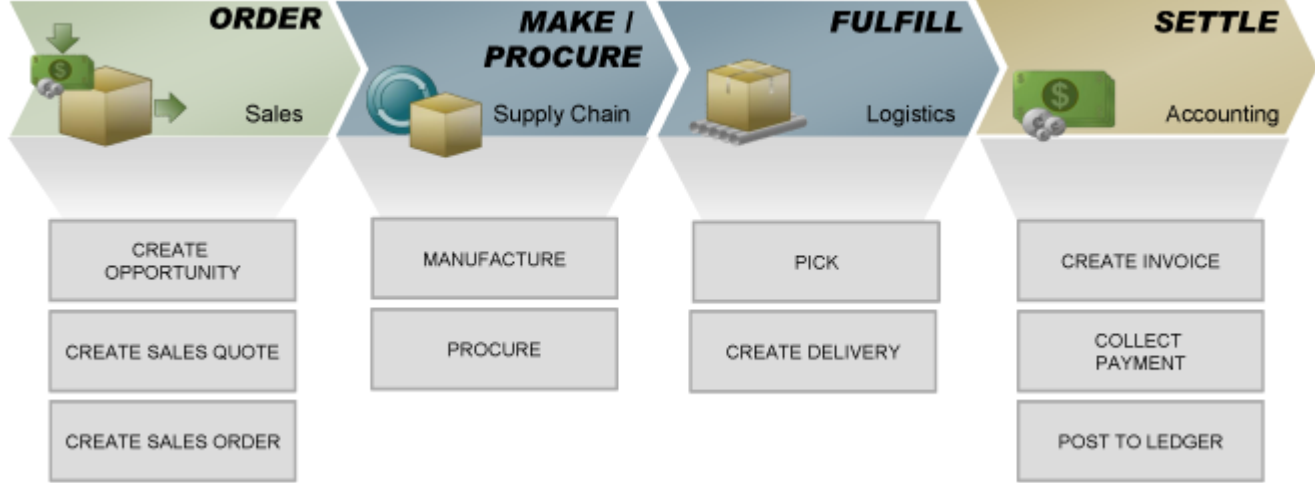 ORDER
Sales
MAKE /
PROCURE
Supply Chain
FULFILL
Logistics
SETTLE
Accounting
CREATE
OPPORTUNITY
CREATE SALES QUOTE
CREATE SALES ORDER
MANUFACTURE
PROCURE
PICK
CREATE DELIVERY
CREATE INVOICE
COLLECT
PAYMENT
POST TO LEDGER